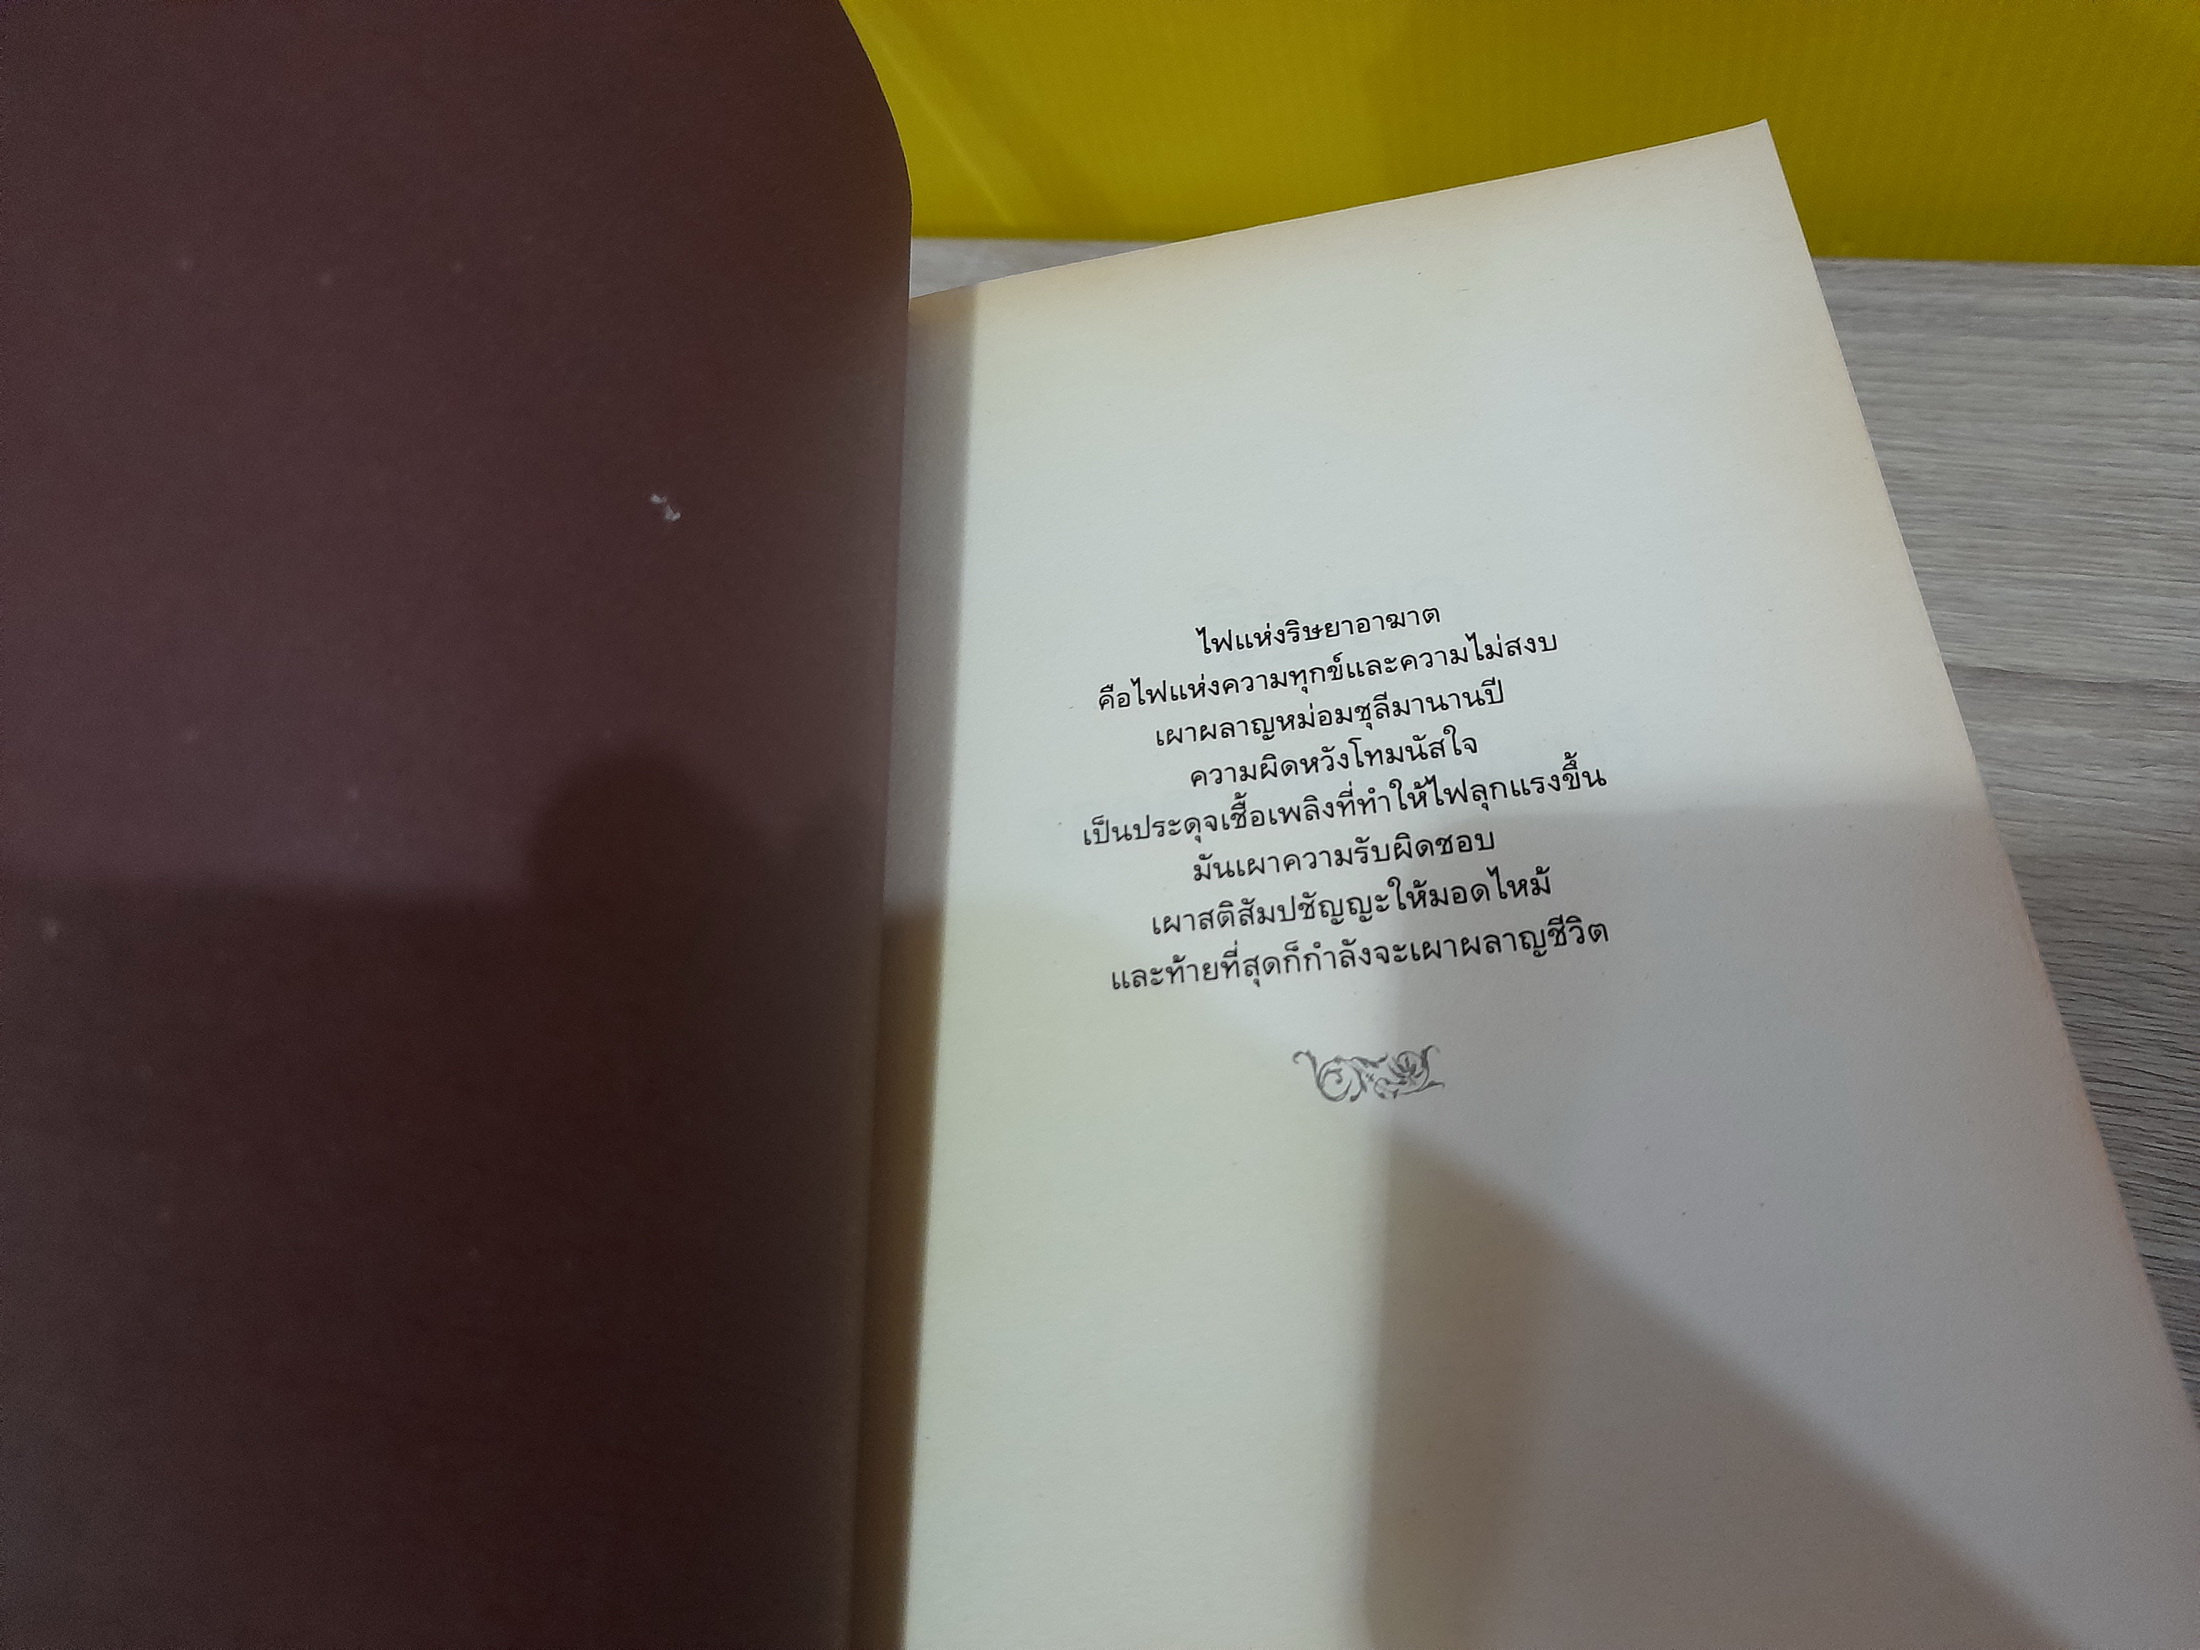 ไฟแห่งริษยาอาฆาต
คือไฟแห่งความทุกข์และความไม่สงบ
เผาผลาญหม่อมชุลีมานานปี
ความผิดหวังโทมนัสใจ
เป็นประดุจเชื้อเพลิงที่ทำให้ไฟลุกแรงขึ้น
มันเผาความรับผิดชอบ
เผาสติสัมปชัญญะให้มอดไหม้
และท้ายที่สุดก็กำลังจะเผาผลาญชีวิต